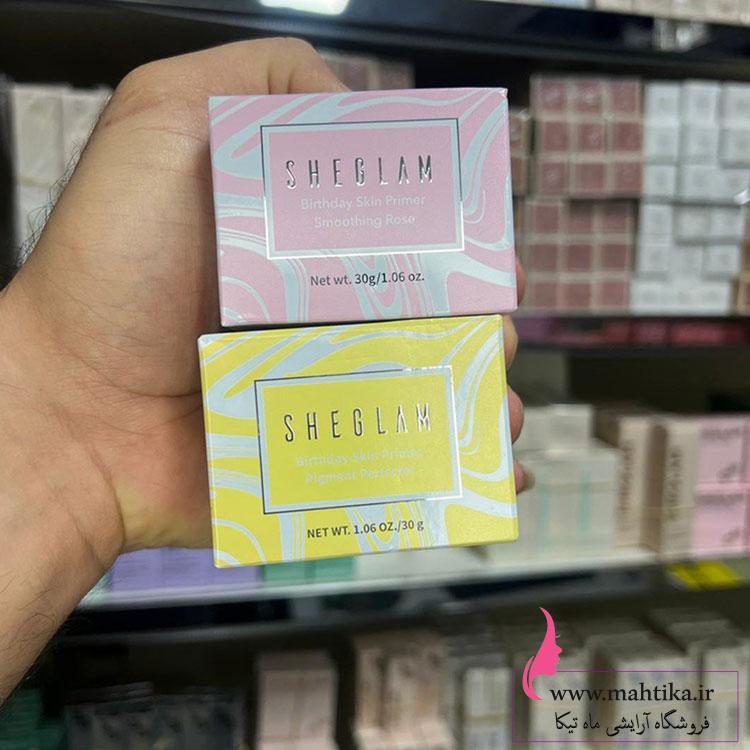 SHEGLAM
Birthday Skin Primer
Smoothing Rose
Net wt. 30g/1.06 oz.
SHEGLAM
Birthday Skin Primer
Pigment Perfector
NET WT. 1.06 OZ./30 g
www.mahtika.ir
فروشگاه آرایشی ماه تیکا